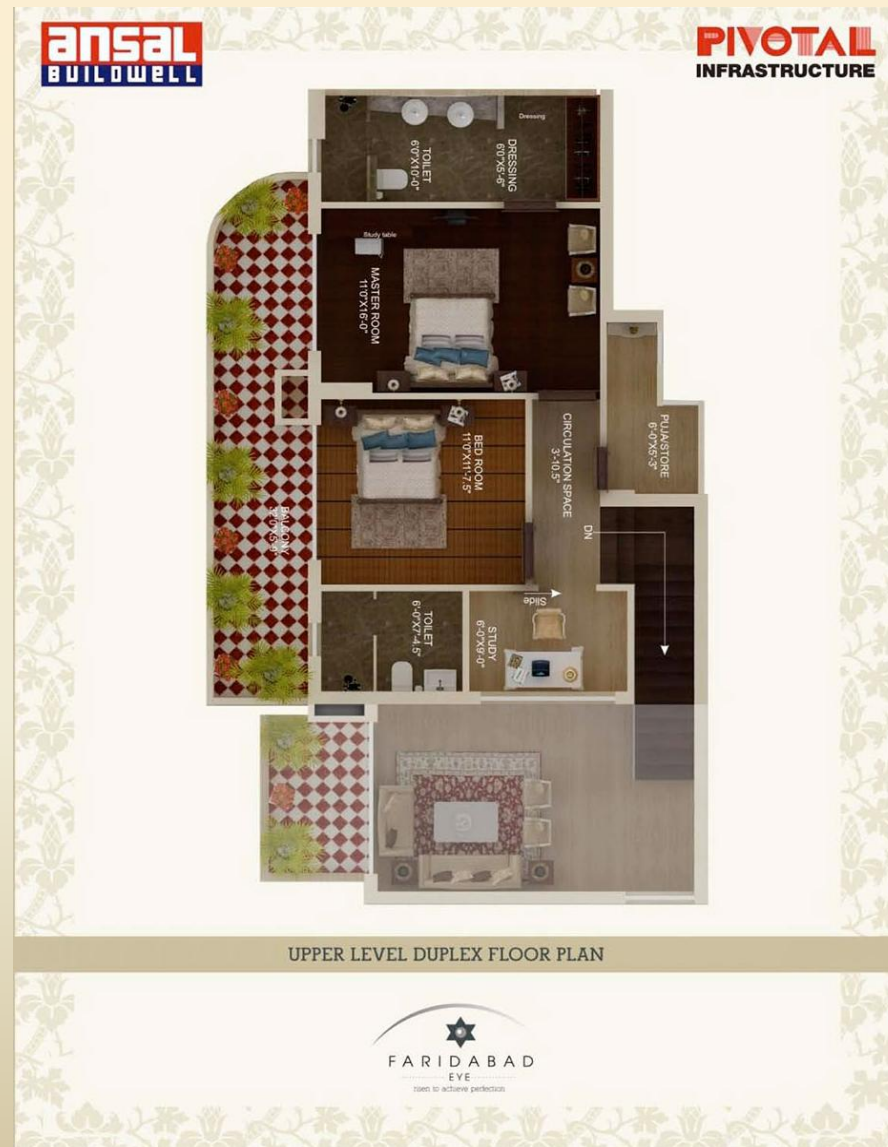 ansal
BUILDWELL
PIVOTAL
INFRASTRUCTURE
Dressing
TOILET
6'0"X10'-0"
DRESSING
6'0"X5'-6"
Study table
MASTER ROOM
11'0"X16'-0"
PUJA/STORE
6'-0"X5'-3"
CIRCULATION SPACE
3'-10.5"
BED ROOM
11'0"X11'-7.5"
DN
BALCONY
Slide
TOILET
6'-0"X7'-4.5"
STUDY
6'-0"X9'-0"
UPPER LEVEL DUPLEX FLOOR PLAN
FARIDABAD
EYE
risen to achieve perfection